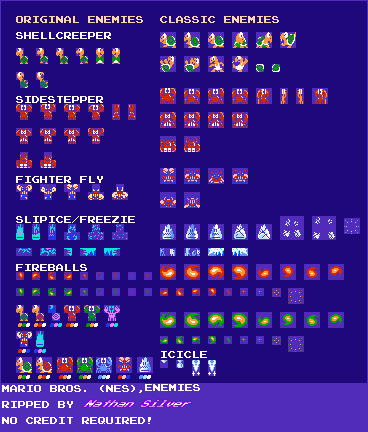 ORIGINAL ENEMIES
CLASSIC ENEMIES
SHELLCREEPER
SIDESTEPPER
FIGHTER FLY
SLIPICE/FREEZIE
FIREBALLS
ICICLE
MARIO BROS. (NES),ENEMIES
RIPPED BY Nathan Silver
NO CREDIT REQUIRED!